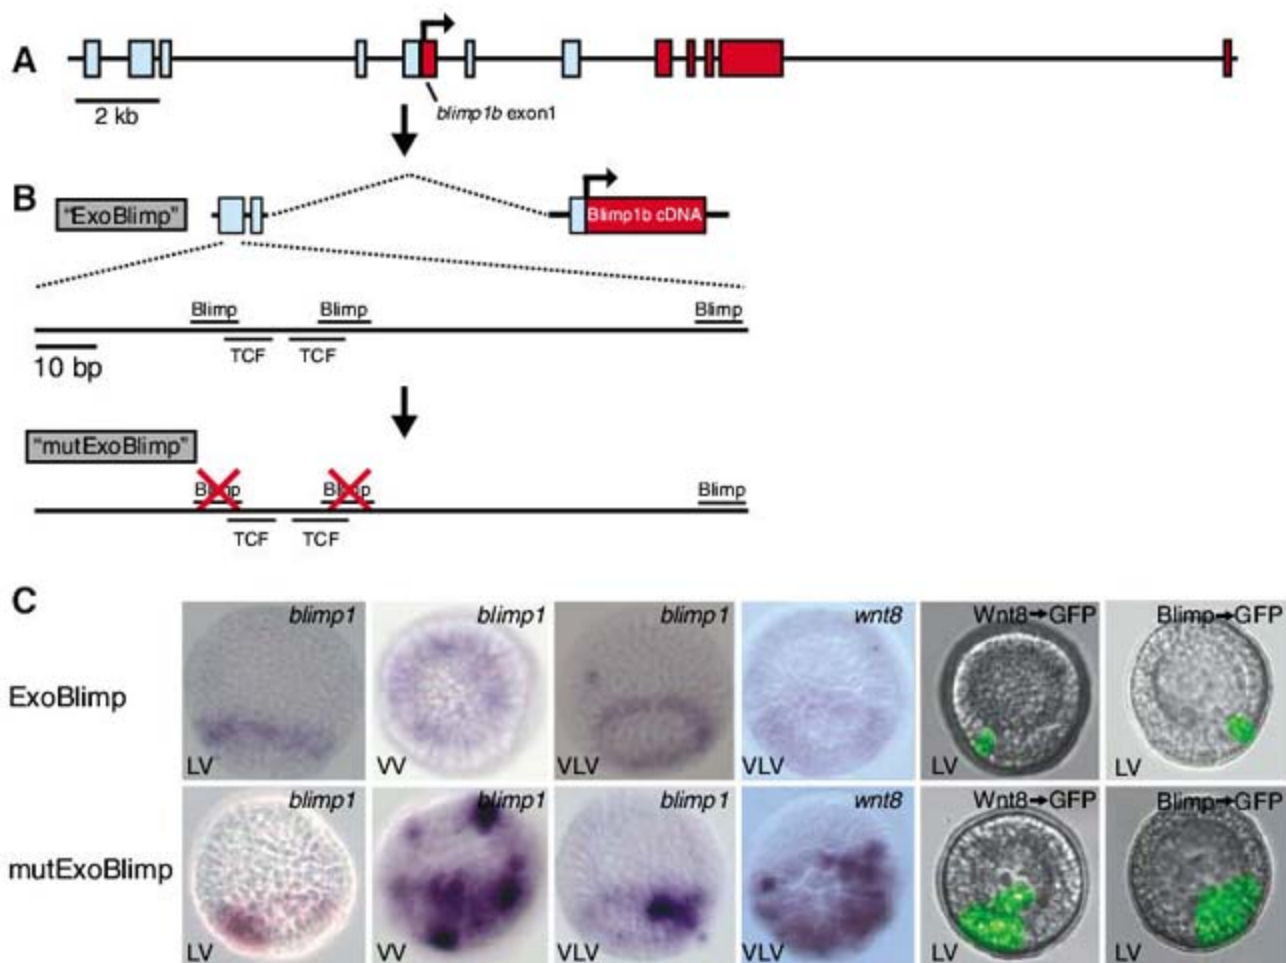 A
2 kb
blimp1b exon1
B
"ExoBlimp"
Blimp1b cDNA
Blimp Blimp Blimp
TCF TCF
10 bp
"mutExoBlimp"
Blimp Blimp Blimp
TCF TCF
C
blimp1 blimp1 blimp1 wnt8 Wnt8→GFP Blimp→GFP
ExoBlimp
LV VV VLV VLV LV LV
blimp1 blimp1 blimp1 wnt8 Wnt8→GFP Blimp→GFP
mutExoBlimp
LV VV VLV VLV LV LV